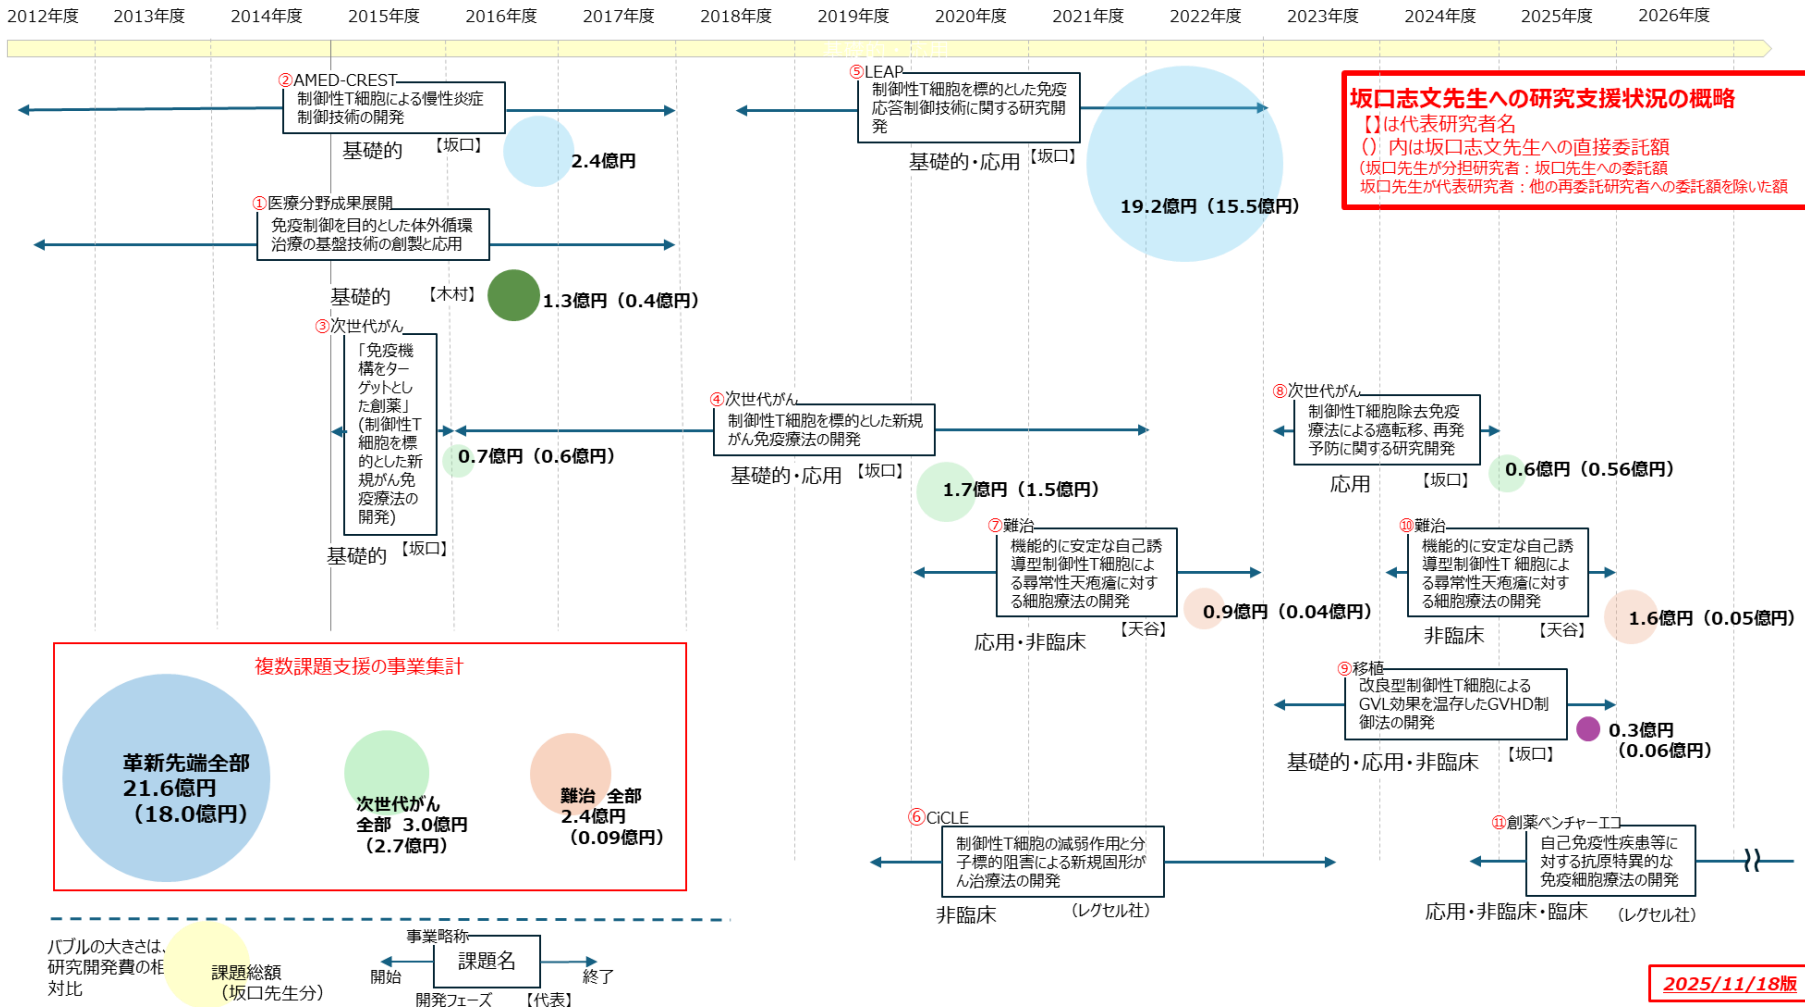 2012年度 2013年度 2014年度 2015年度 2016年度 2017年度 2018年度 2019年度 2020年度 2021年度 2022年度 2023年度 2024年度 2025年度 2026年度
②AMED-CREST
制御性T細胞による慢性炎症
制御技術の開発
基礎的 【坂口】
2.4億円
⑤LEAP
制御性T細胞を標的とした免疫
応答制御技術に関する研究開
発
基礎的・応用 【坂口】
19.2億円（15.5億円）
坂口志文先生への研究支援状況の概略
【】は代表研究者名
（）内は坂口志文先生への直接委託額
（坂口先生が分担研究者：坂口先生への委託額
坂口先生が代表研究者：他の再委託研究者への委託額を除いた額
①医療分野成果展開
免疫制御を目的とした体外循環
治療の基盤技術の創製と応用
基礎的 【木村】
1.3億円（0.4億円）
③次世代がん
「免疫機
構をター
ゲットとし
た創薬」
(制御性T
細胞を標
的とした新
規がん免
疫療法の
開発)
基礎的 【坂口】
0.7億円（0.6億円）
④次世代がん
制御性T細胞を標的とした新規
がん免疫療法の開発
基礎的・応用 【坂口】
1.7億円（1.5億円）
⑧次世代がん
制御性T細胞除去免疫
療法による癌転移、再発
予防に関する研究開発
応用 【坂口】
0.6億円（0.56億円）
⑦難治
機能的に安定な自己誘
導型制御性T細胞によ
る尋常性天疱瘡に対す
る細胞療法の開発
応用・非臨床 【天谷】
0.9億円（0.04億円）
⑩難治
機能的に安定な自己誘
導型制御性T 細胞によ
る尋常性天疱瘡に対す
る細胞療法の開発
非臨床 【天谷】
1.6億円（0.05億円）
⑨移植
改良型制御性T細胞による
GVL効果を温存したGVHD制
御法の開発
基礎的・応用・非臨床 【坂口】
0.3億円
（0.06億円）
複数課題支援の事業集計
革新先端全部
21.6億円
（18.0億円）
次世代がん
全部 3.0億円
（2.7億円）
難治 全部
2.4億円
（0.09億円）
⑥CiCLE
制御性T細胞の減弱作用と分
子標的阻害による新規固形が
ん治療法の開発
非臨床 （レグセル社）
⑪創薬ベンチャーエコ
自己免疫性疾患等に
対する抗原特異的な
免疫細胞療法の開発
応用・非臨床・臨床 （レグセル社）
バブルの大きさは、
研究開発費の相
対比
課題総額
（坂口先生分）
事業略称
開始 課題名 終了
開発フェーズ 【代表】
2025/11/18版